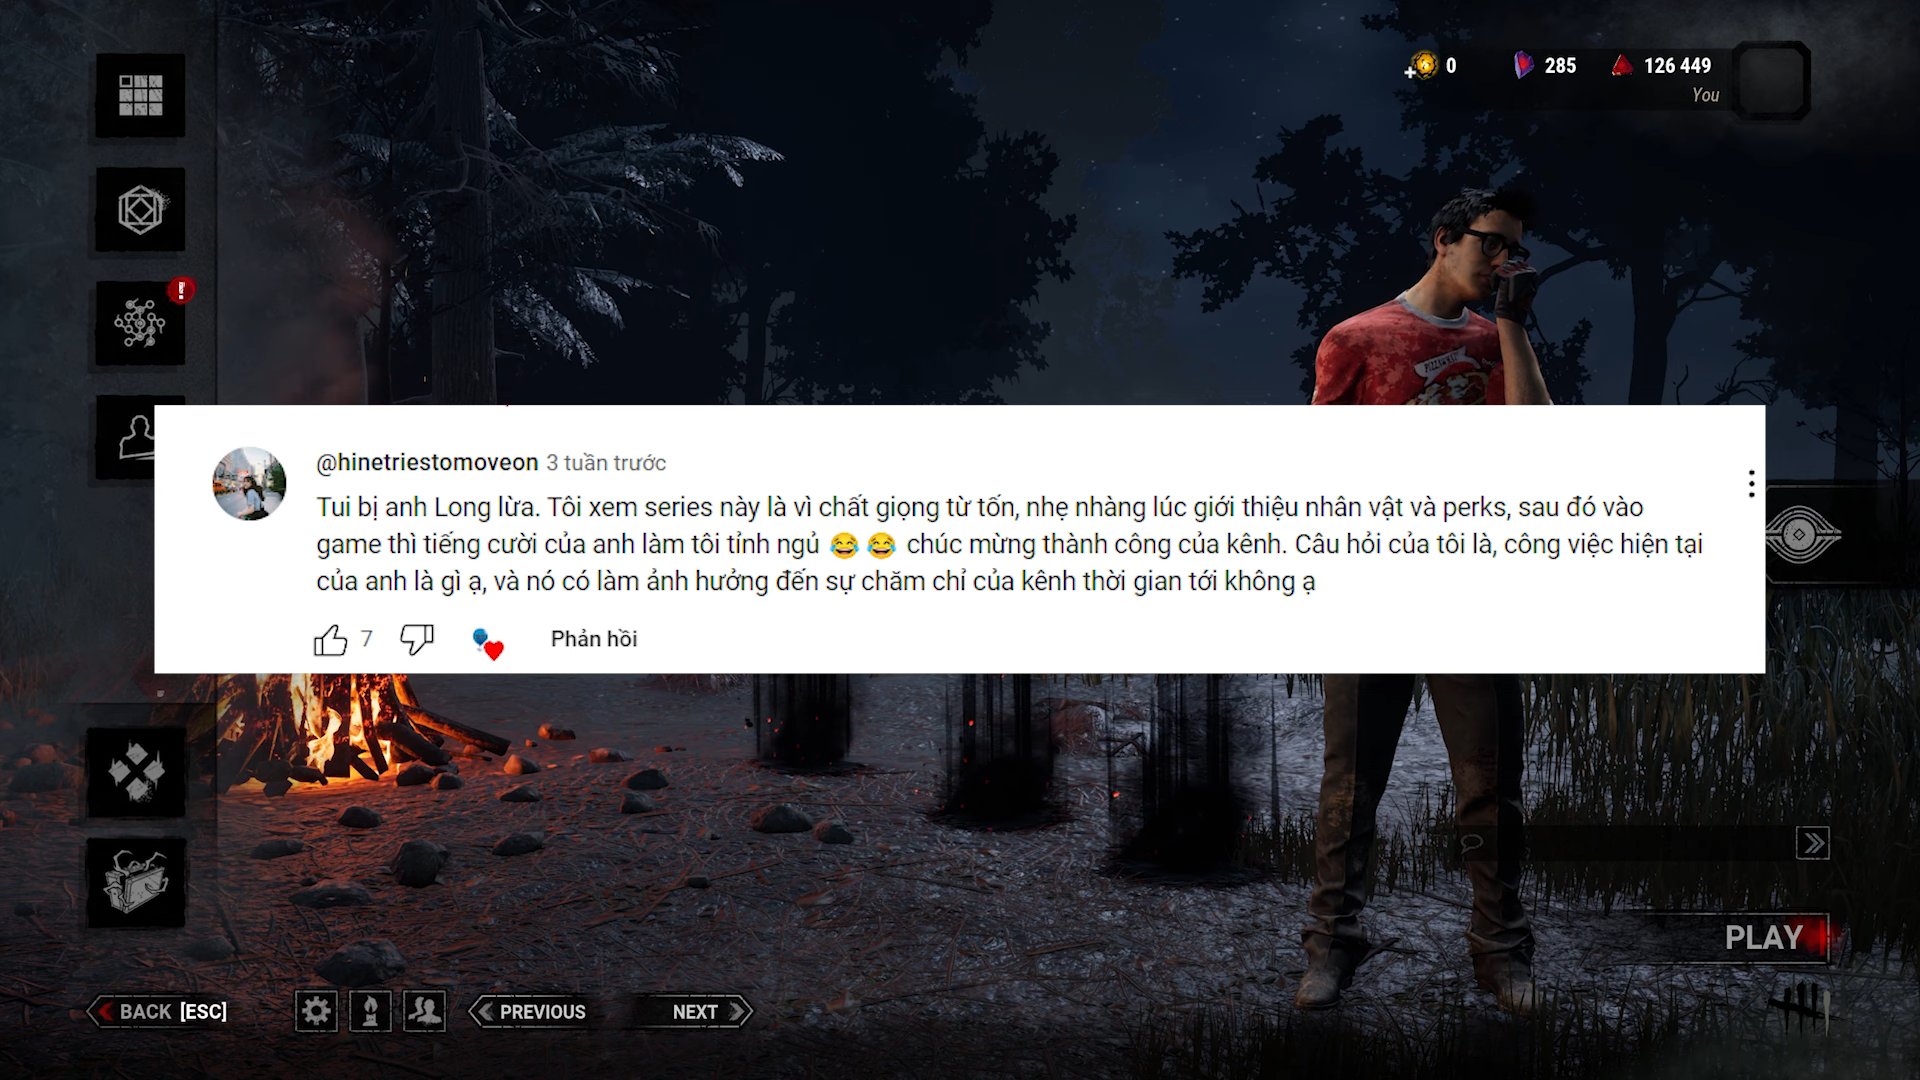 0
285
126 449
You
@hinetriestomoveon 3 tuần trước
Tui bị anh Long lừa. Tôi xem series này là vì chất giọng từ tốn, nhẹ nhàng lúc giới thiệu nhân vật và perks, sau đó vào
game thì tiếng cười của anh làm tôi tỉnh ngủ 😂 😂 chúc mừng thành công của kênh. Câu hỏi của tôi là, công việc hiện tại
của anh là gì ạ, và nó có làm ảnh hưởng đến sự chăm chỉ của kênh thời gian tới không ạ
7
Phản hồi
PLAY
BACK [ESC]
PREVIOUS
NEXT